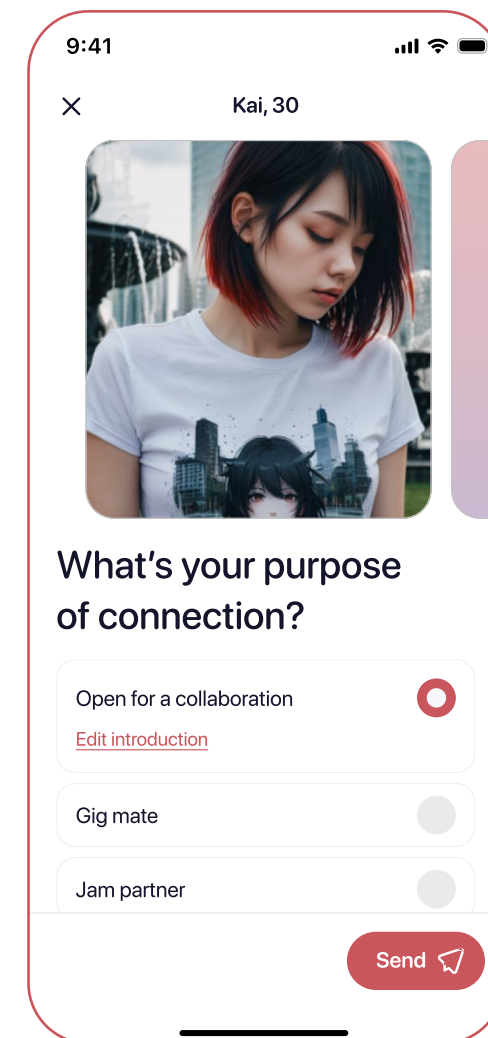 9:41
Kai, 30
What's your purpose
of connection?
Open for a collaboration
Edit introduction
Gig mate
Jam partner
Send